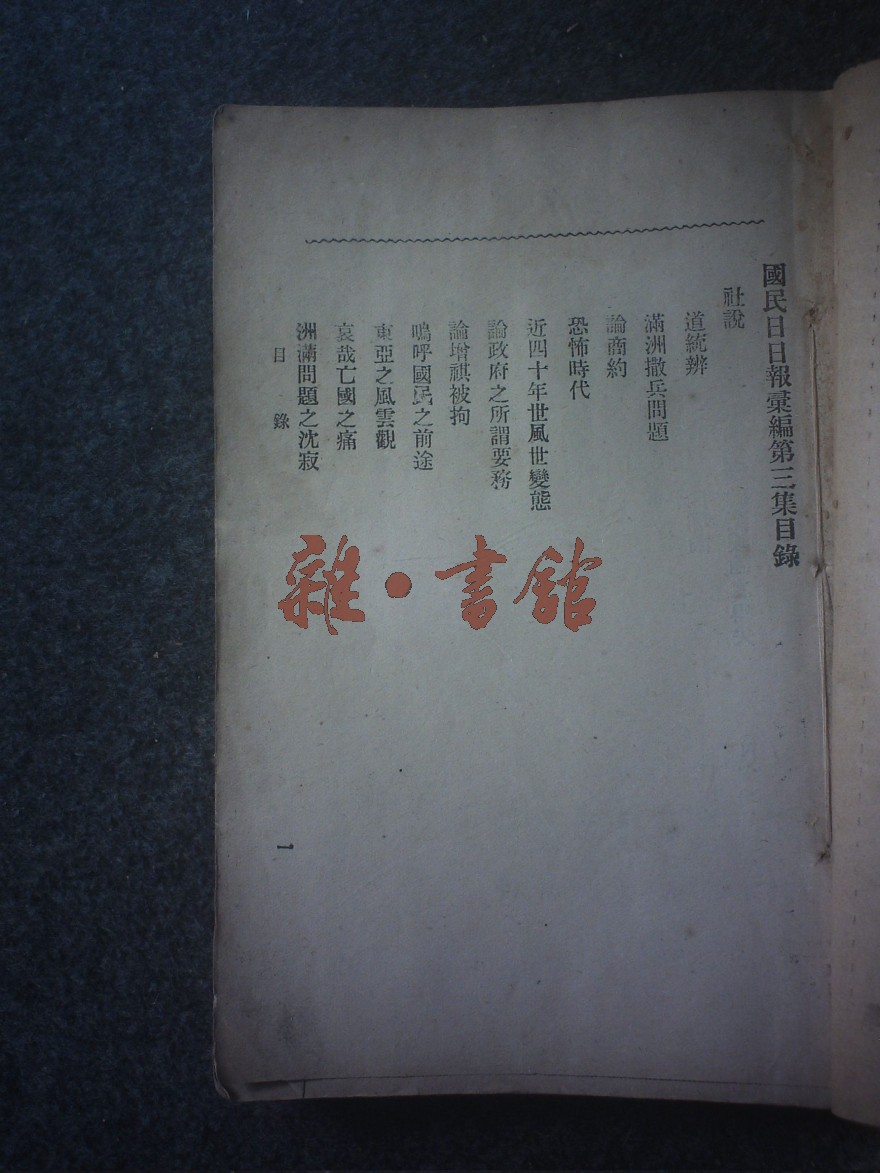 國民日日報彙編第三集目錄
社說
道統辨
滿洲撤兵問題
論商約
恐怖時代
近四十年世風世變態
論政府之所謂要務
論增祺被拘
嗚呼國民之前途
東亞之風雲觀
哀哉亡國之痛
洲滿問題之沈寂
目錄
一
雜·書館